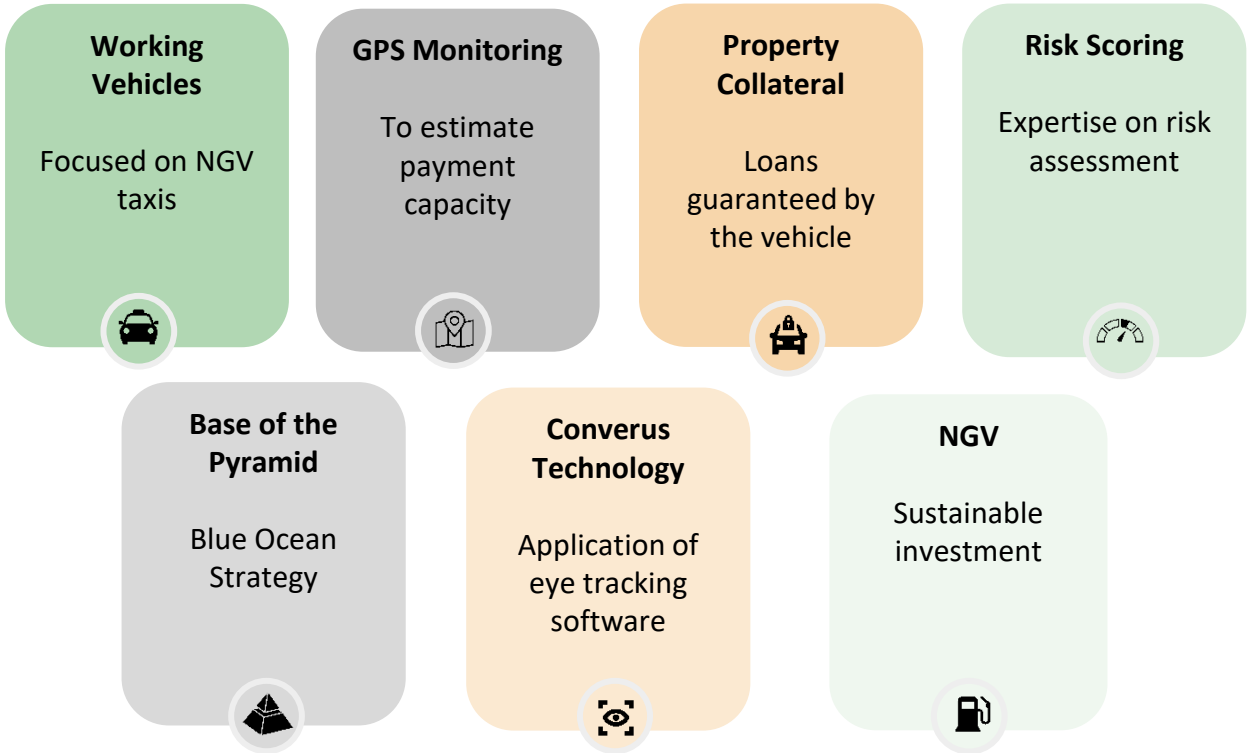 Working
Vehicles
Focused on NGV
taxis
GPS Monitoring
To estimate
payment
capacity
Property
Collateral
Loans
guaranteed by
the vehicle
Risk Scoring
Expertise on risk
assessment
Base of the
Pyramid
Blue Ocean
Strategy
Converus
Technology
Application of
eye tracking
software
NGV
Sustainable
investment